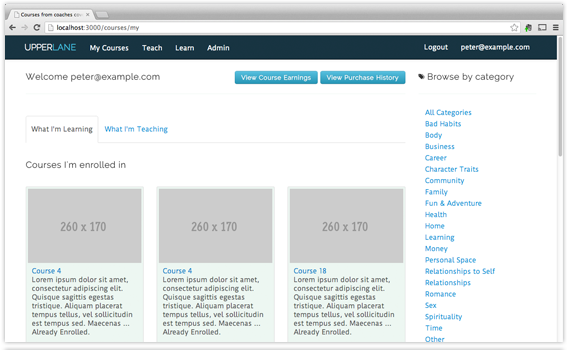 Courses from coaches cov
localhost:3000/courses/my
UPPERLANE My Courses Teach Learn Admin Logout peter@example.com
Welcome peter@example.com View Course Earnings View Purchase History Browse by category
What I'm Learning What I'm Teaching
Courses I'm enrolled in
260 x 170 260 x 170 260 x 170
Course 4
Lorem ipsum dolor sit amet,
consectetur adipiscing elit.
Quisque sagittis egestas
tristique. Aliquam placerat
tempus tellus, vel sollicitudin
est tempus sed. Maecenas ...
Already Enrolled.
Course 4
Lorem ipsum dolor sit amet,
consectetur adipiscing elit.
Quisque sagittis egestas
tristique. Aliquam placerat
tempus tellus, vel sollicitudin
est tempus sed. Maecenas ...
Already Enrolled.
Course 18
Lorem ipsum dolor sit amet,
consectetur adipiscing elit.
Quisque sagittis egestas
tristique. Aliquam placerat
tempus tellus, vel sollicitudin
est tempus sed. Maecenas ...
Already Enrolled.
All Categories
Bad Habits
Body
Business
Career
Character Traits
Community
Family
Fun & Adventure
Health
Home
Learning
Money
Personal Space
Relationships to Self
Relationships
Romance
Sex
Spirituality
Time
Other